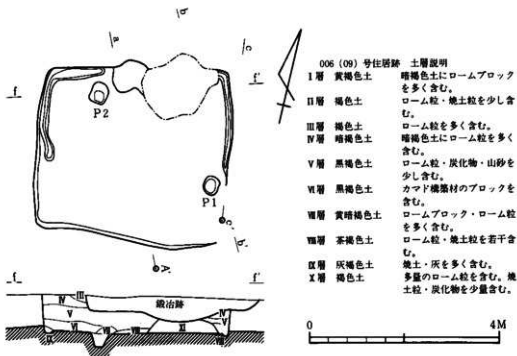 b
a
c
f
f'
P2
P1
c'
b'
A'
f
f'
鍛冶跡
IV
III
V
VI
VII
VIII
IX
XI
IV
V
VIII
006 (09) 号住居跡 土層説明
I層 黄褐色土 暗褐色土にロームブロック
を多く含む。
II層 褐色土 ローム粒・焼土粒を少し含
む。
III層 褐色土 ローム粒を多く含む。
IV層 暗褐色土 暗褐色土にローム粒を多く
含む。
V層 黒褐色土 ローム粒・炭化物・山砂を
少し含む。
VI層 黒褐色土 カマド構築材のブロックを
含む。
VII層 黄暗褐色土 ロームブロック・ローム粒
を多く含む。
VIII層 茶褐色土 ローム粒・焼土粒を若干含
む。
IX層 灰褐色土 焼土・灰を多く含む。
X層 褐色土 多量のローム粒を含む。焼
土粒・炭化物を少量含む。
0 4M